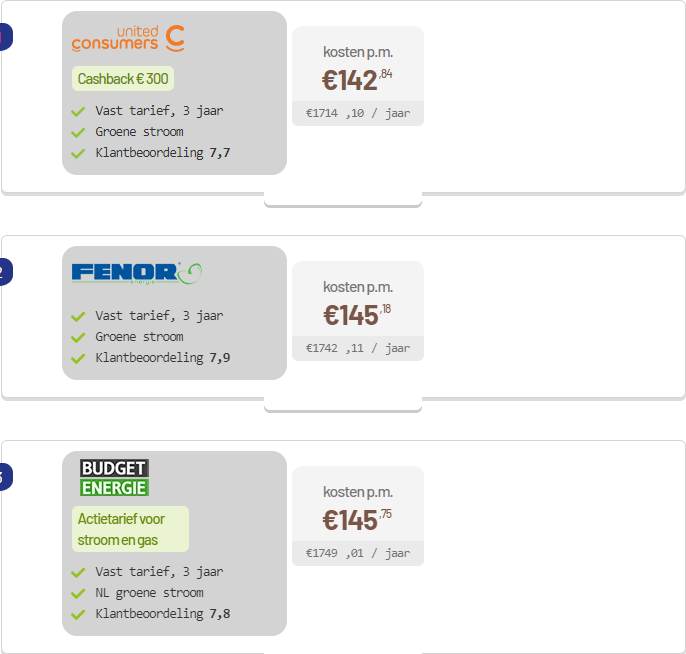 united
consumers
Cashback € 300
Vast tarief, 3 jaar
Groene stroom
Klantbeoordeling 7,7
kosten p.m.
€142,84
€1714 ,10 / jaar
2
FENOR
energie
Vast tarief, 3 jaar
Groene stroom
Klantbeoordeling 7,9
kosten p.m.
€145,18
€1742 ,11 / jaar
BUDGET
ENERGIE
Actietarief voor
stroom en gas
Vast tarief, 3 jaar
NL groene stroom
Klantbeoordeling 7,8
kosten p.m.
€145,75
€1749 ,01 / jaar